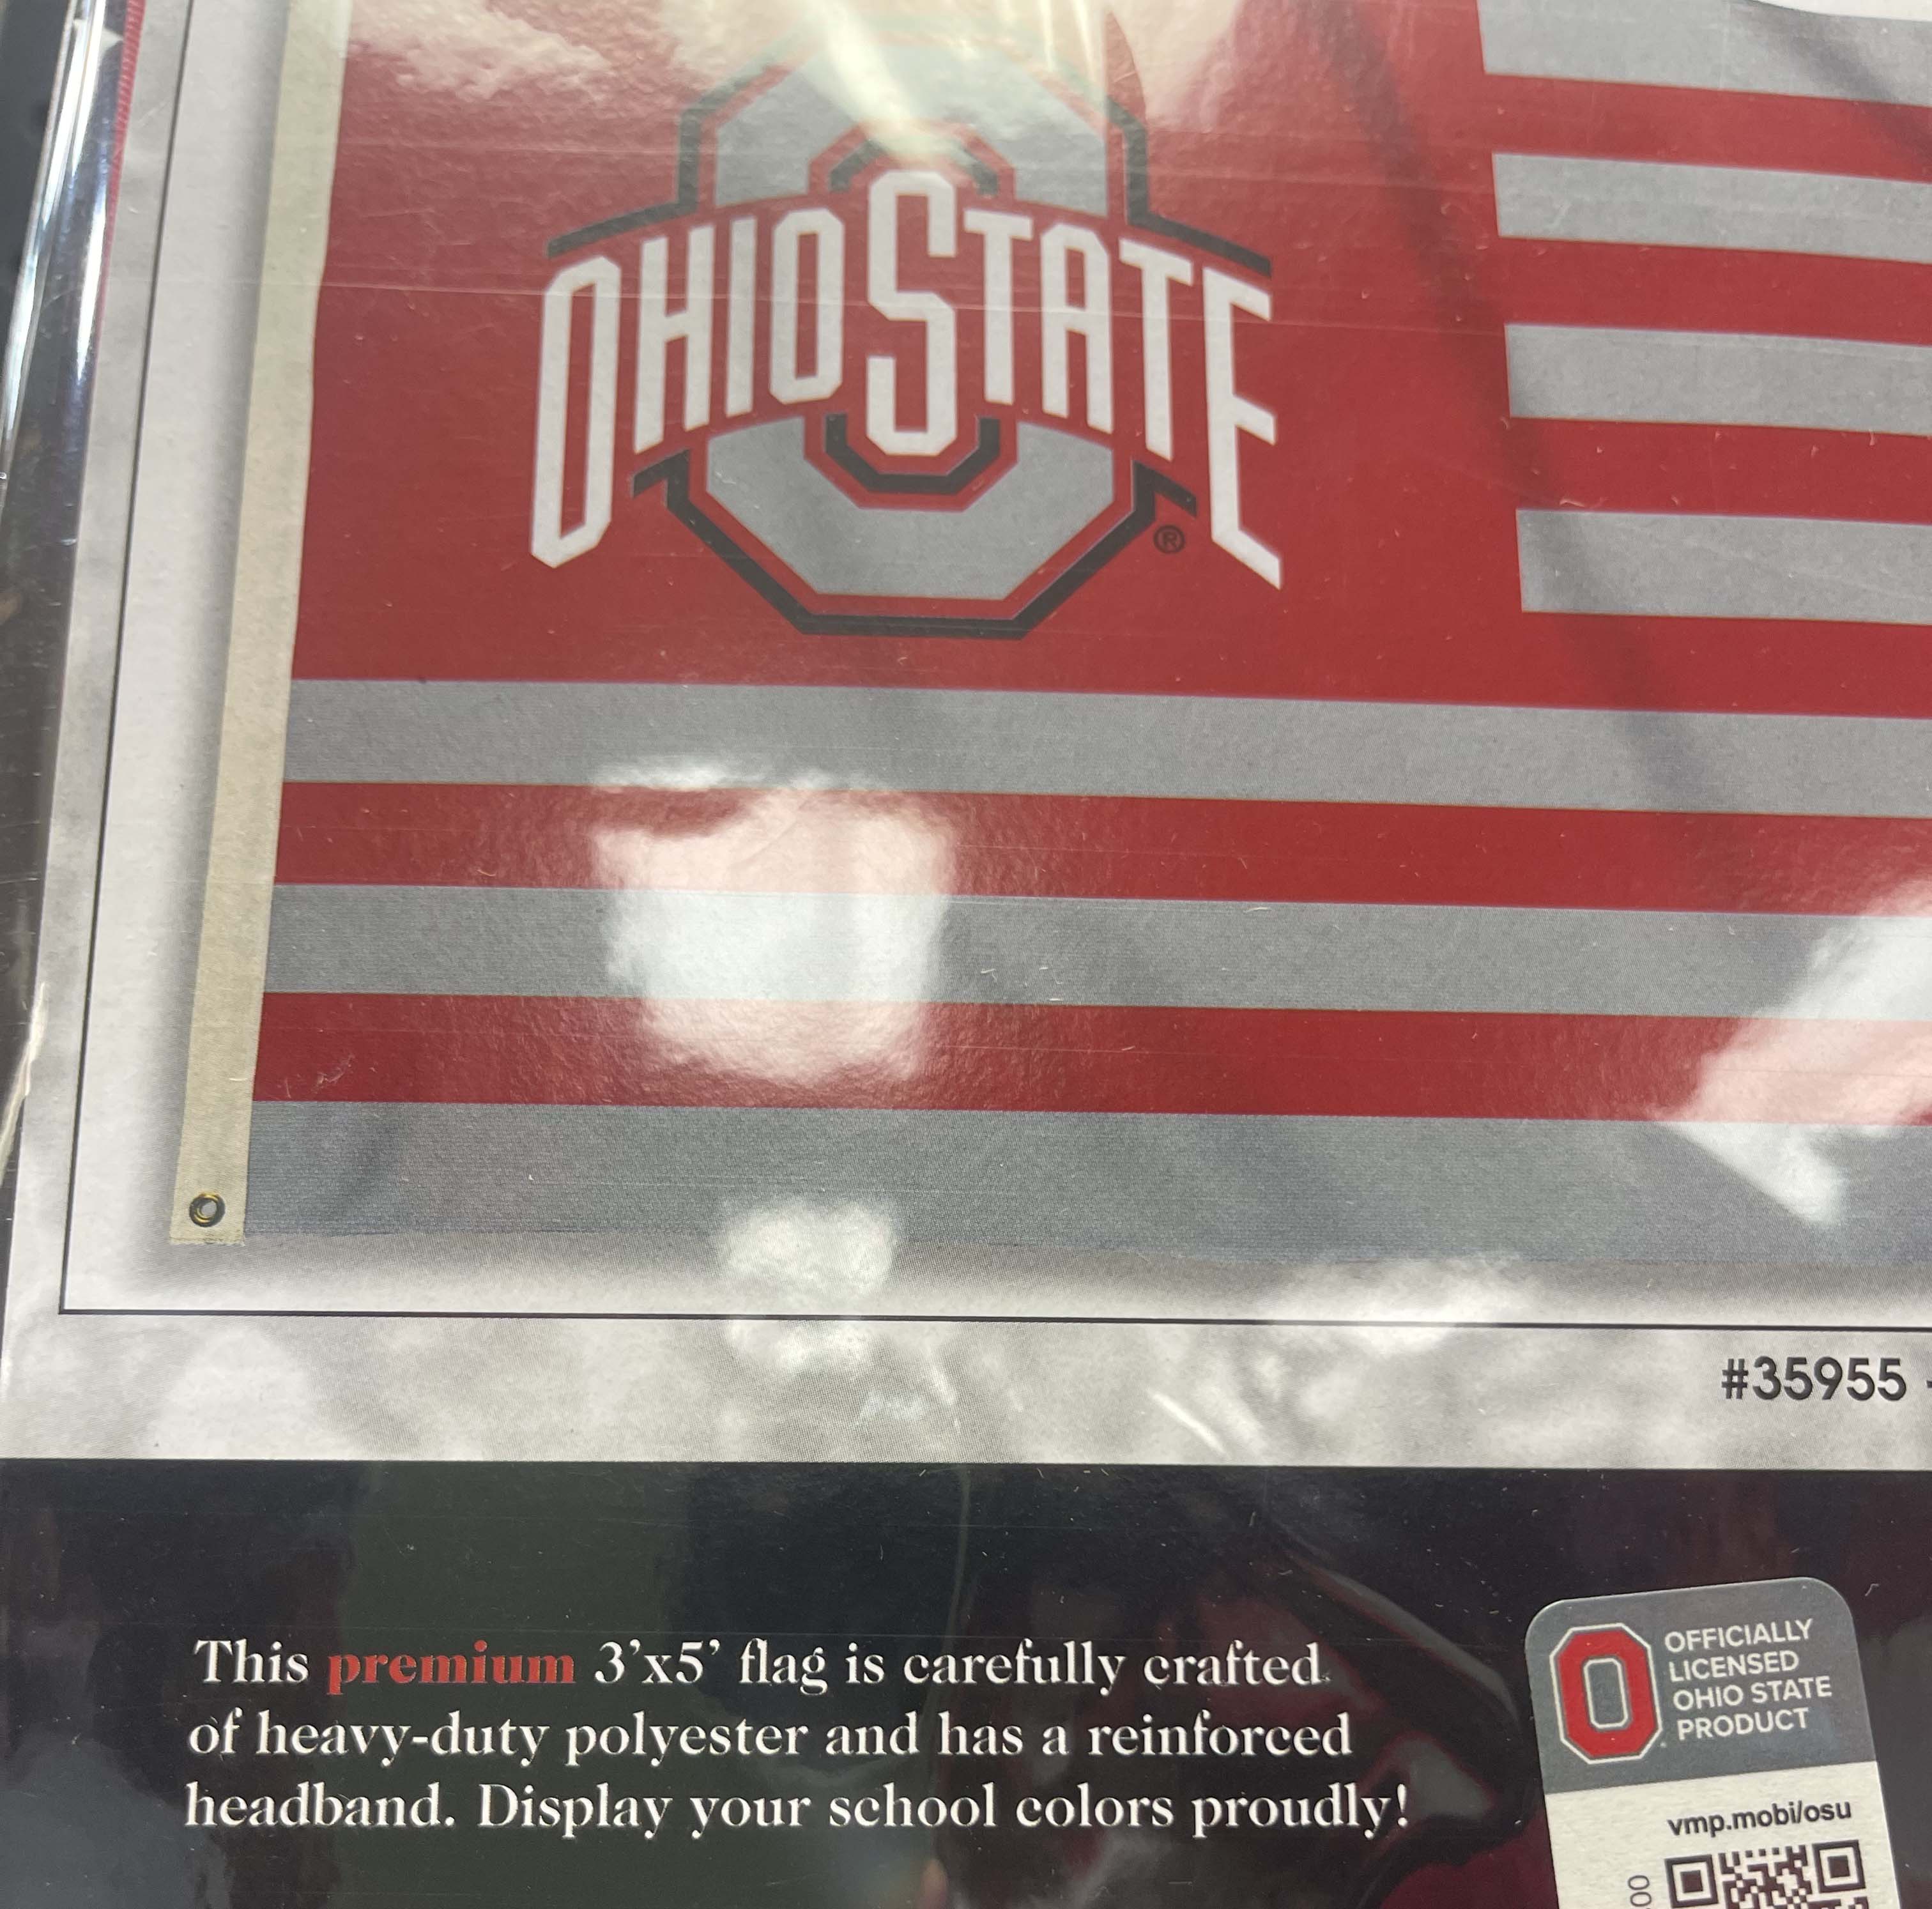 OHIO STATE
®
#35955
This premium 3’x5’ flag is carefully crafted
of heavy-duty polyester and has a reinforced
headband. Display your school colors proudly!
O
OFFICIALLY
LICENSED
OHIO STATE
PRODUCT
vmp.mobi/osu
00